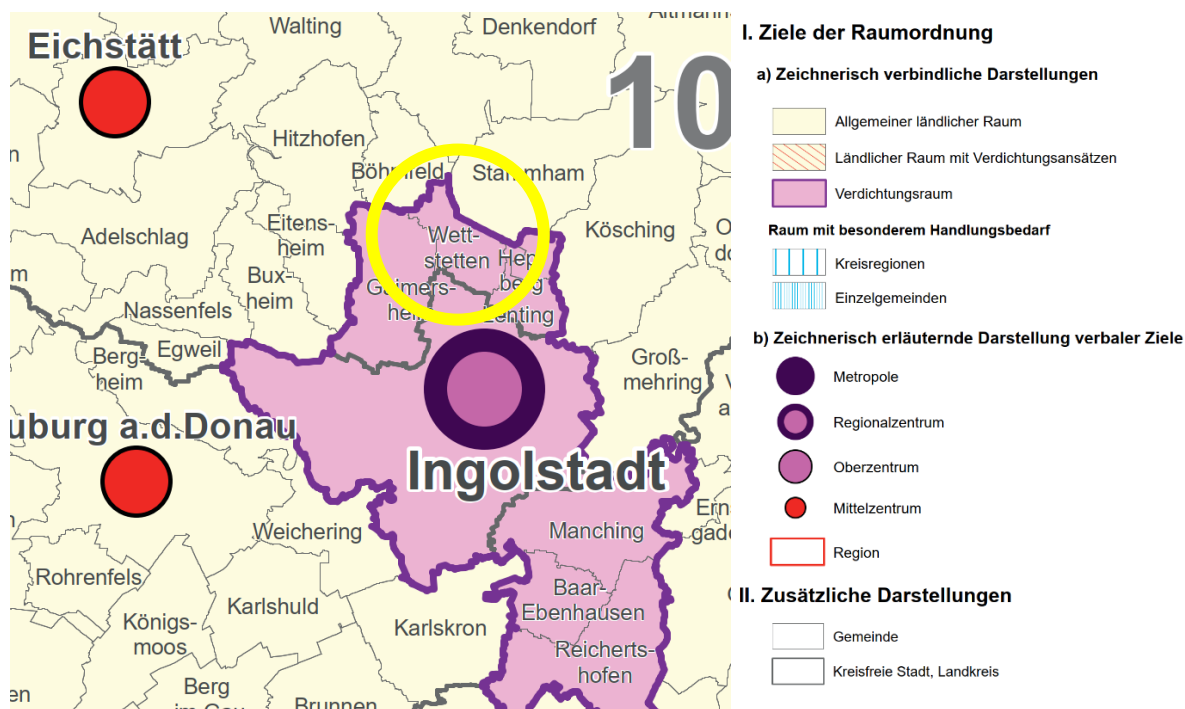 Walting
Denkendorf
Eichstätt
10
Hitzhofen
Böhmfeld
Stammham
Eitens-
heim
Wett-
stetten
Kösching
Adelschlag
Hep-
berg
Bux-
heim
Gaimers-
heim
Nassenfels
Lenting
Egweil
Berg-
heim
Groß-
mehring
uburg a.d.Donau
Ingolstadt
Weichering
Manching
Rohrenfels
Baar-
Ebenhausen
Karlshuld
Karlskron
Königs-
moos
Reicherts-
hofen
Berg
Brunnen
I. Ziele der Raumordnung
a) Zeichnerisch verbindliche Darstellungen
Allgemeiner ländlicher Raum
Ländlicher Raum mit Verdichtungsansätzen
Verdichtungsraum
Raum mit besonderem Handlungsbedarf
Kreisregionen
Einzelgemeinden
b) Zeichnerisch erläuternde Darstellung verbaler Ziele
Metropole
Regionalzentrum
Oberzentrum
Mittelzentrum
Region
II. Zusätzliche Darstellungen
Gemeinde
Kreisfreie Stadt, Landkreis